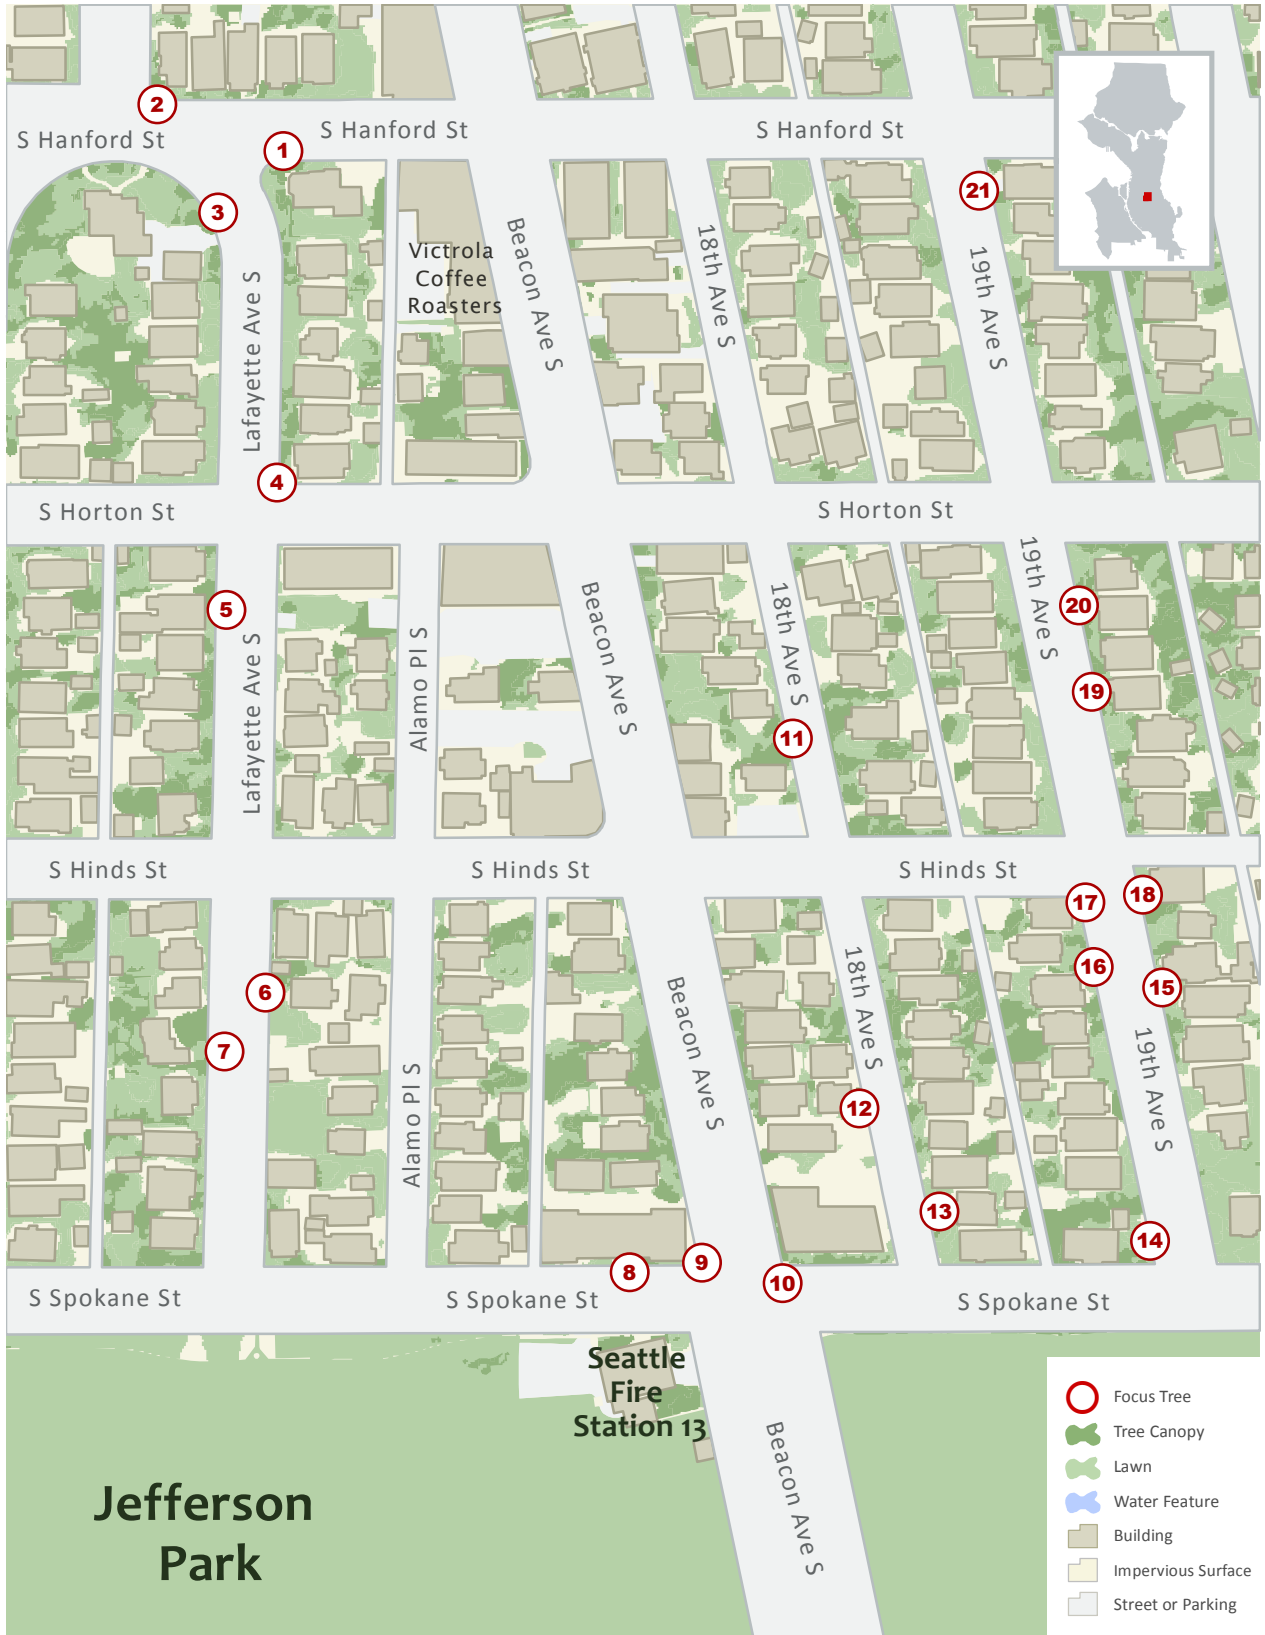 2
S Hanford St
S Hanford St
S Hanford St
1
21
3
Victrola
Coffee
Roasters
Beacon Ave S
18th Ave S
19th Ave S
Lafayette Ave S
4
S Horton St
S Horton St
5
Lafayette Ave S
Alamo Pl S
Beacon Ave S
18th Ave S
19th Ave S
20
19
11
S Hinds St
S Hinds St
S Hinds St
17
18
16
15
6
7
Alamo Pl S
Beacon Ave S
18th Ave S
19th Ave S
12
13
14
8
9
10
S Spokane St
S Spokane St
S Spokane St
Seattle
Fire
Station 13
Beacon Ave S
Jefferson
Park
Focus Tree
Tree Canopy
Lawn
Water Feature
Building
Impervious Surface
Street or Parking